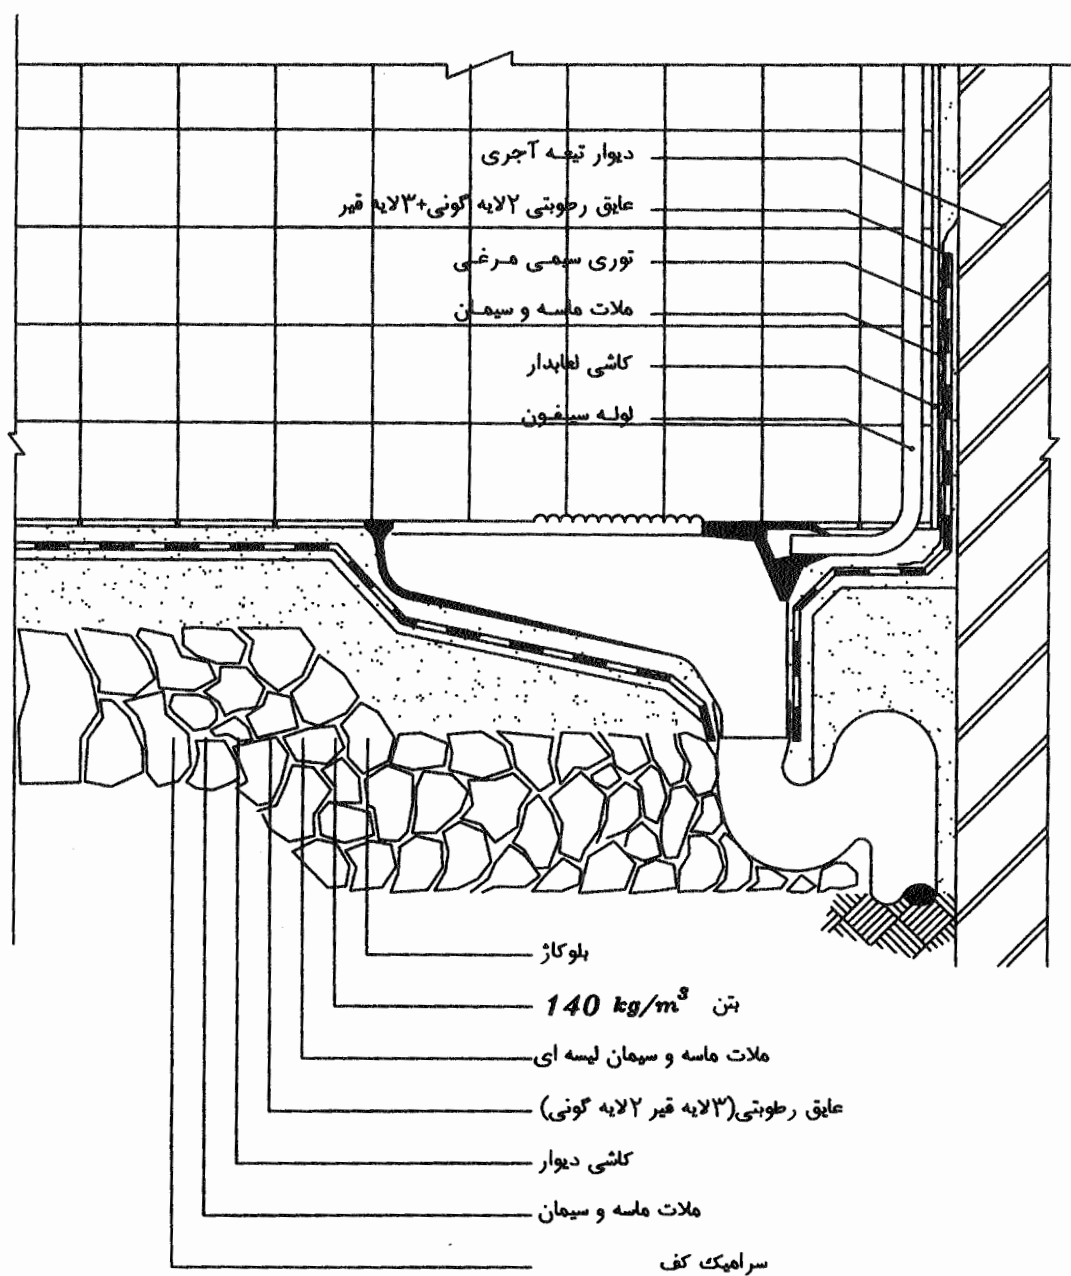 دیوار تیغه آجری
عایق رطوبتی ۲لایه گونی+۳لایه قیر
توری سیمی مرغی
ملات ماسه و سیمان
کاشی لعابدار
لوله سیفون
بلوکاژ
بتن 140 kg/m³
ملات ماسه و سیمان لیسه ای
عایق رطوبتی(۳لایه قیر ۲لایه گونی)
کاشی دیوار
ملات ماسه و سیمان
سرامیک کف